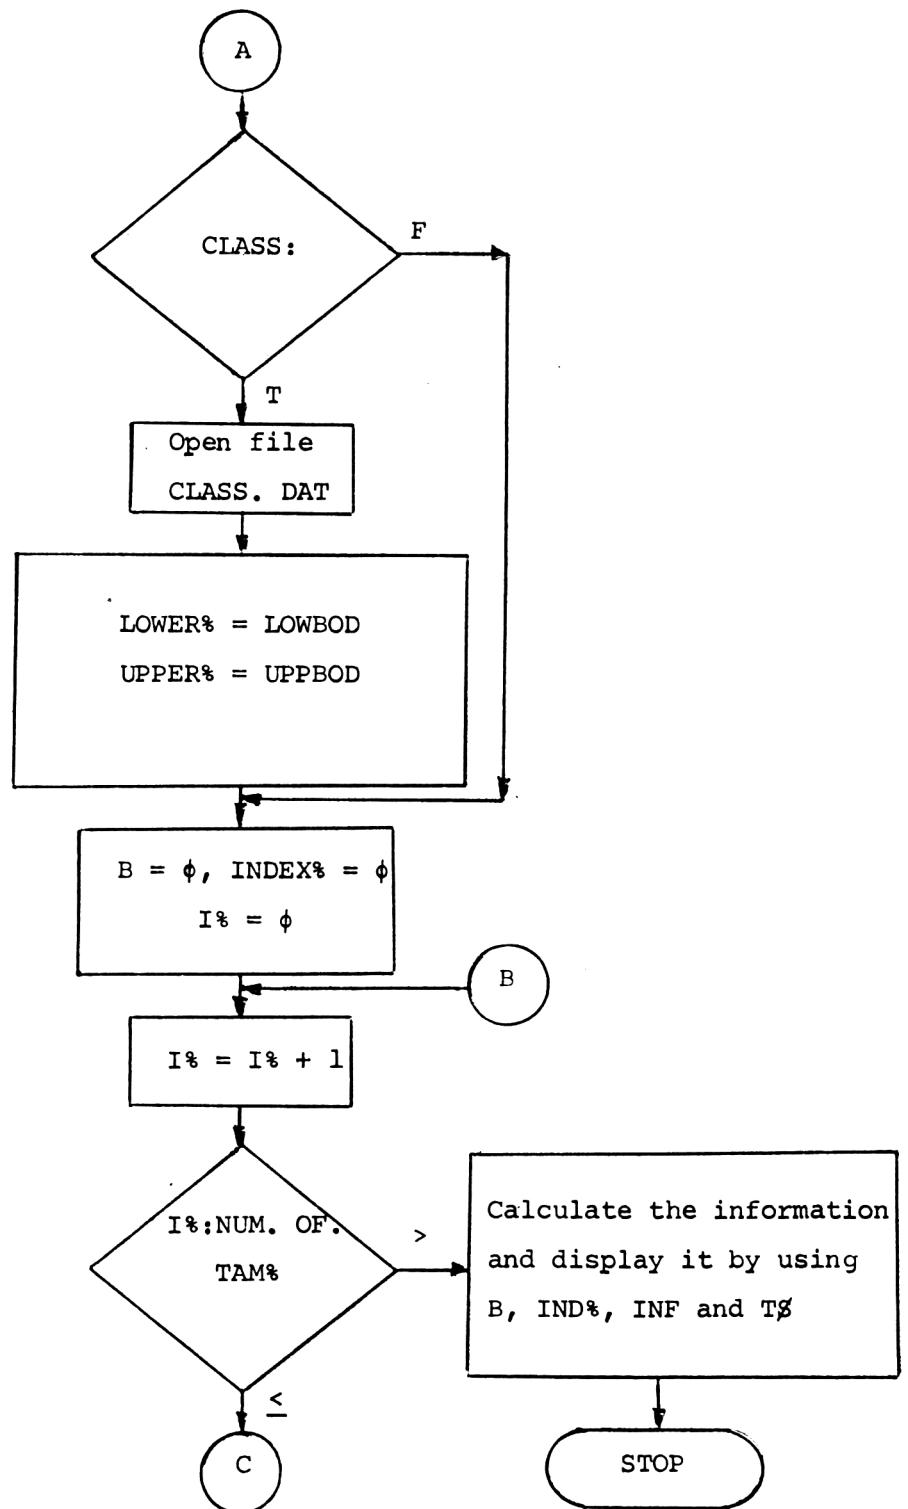 A
CLASS:
F
T
Open file
CLASS. DAT
LOWER% = LOWBOD
UPPER% = UPPBOD
B = ϕ, INDEX% = ϕ
I% = ϕ
B
I% = I% + 1
I%:NUM. OF.
TAM%
>
Calculate the information
and display it by using
B, IND%, INF and T$
≤
C
STOP